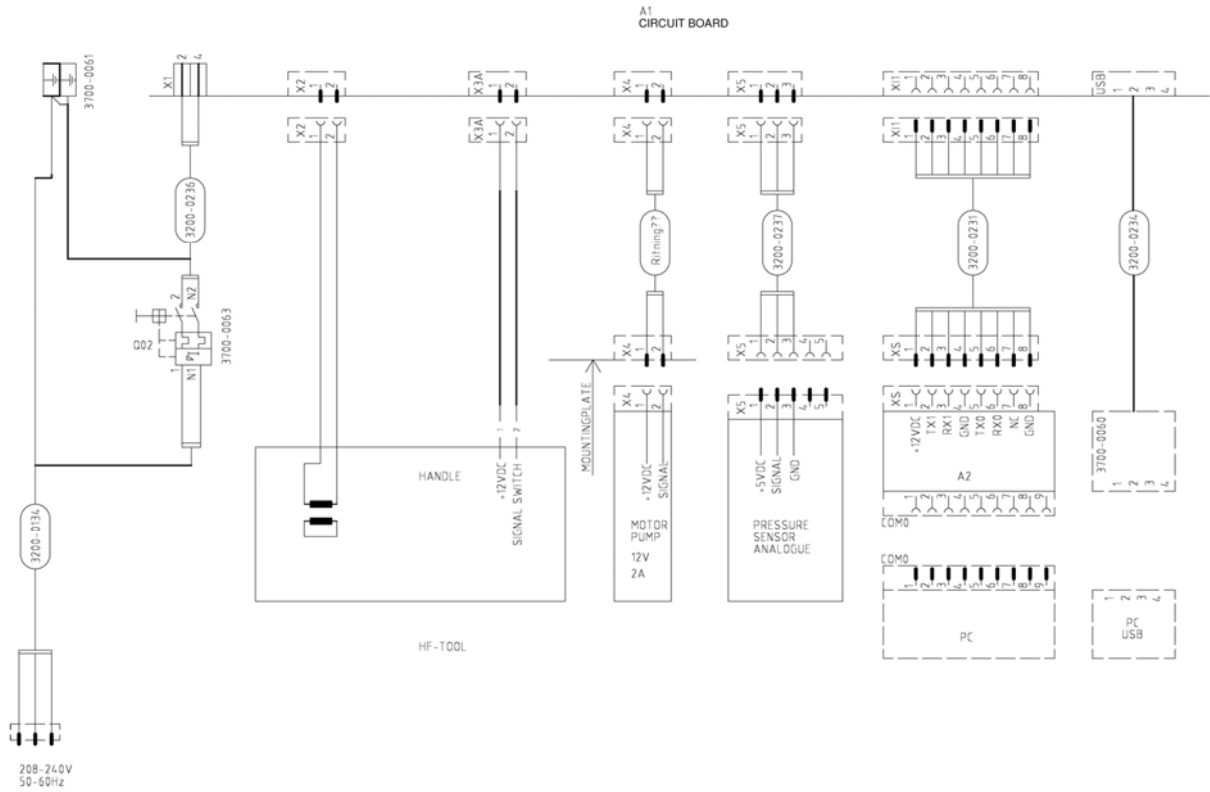 A1
CIRCUIT BOARD
3700-0061
X1
2
4
X2
1
2
X3A
1
2
X4
1
2
X5
1
2
3
XI1
1
2
3
4
5
6
7
8
USB
1
2
3
4
X2
1
2
X3A
1
2
X4
1
2
X5
1
2
3
XI1
1
2
3
4
5
6
7
8
3200-0236
Ritning??
3200-0237
3200-0231
3200-0234
2
N2
Q02
3700-0063
1
N1
X4
1
2
X5
1
2
3
4
5
XS
1
2
3
4
5
6
7
8
MOUNTINGPLATE
X4
1
2
X5
1
2
3
4
5
XS
1
2
3
4
5
6
7
8
1
2
HANDLE
+12VDC
SIGNAL SWITCH
+12VDC
SIGNAL
MOTOR
PUMP
12V
2A
+5VDC
SIGNAL
GND
PRESSURE
SENSOR
ANALOGUE
+12VDC
TX1
RX1
GND
TX0
RX0
NC
GND
A2
3700-0060
1
2
3
4
COM0
1
2
3
4
5
6
7
8
9
3200-0134
COM0
1
2
3
4
5
6
7
8
9
PC
1
2
3
4
PC
USB
HF-TOOL
208-240V
50-60Hz